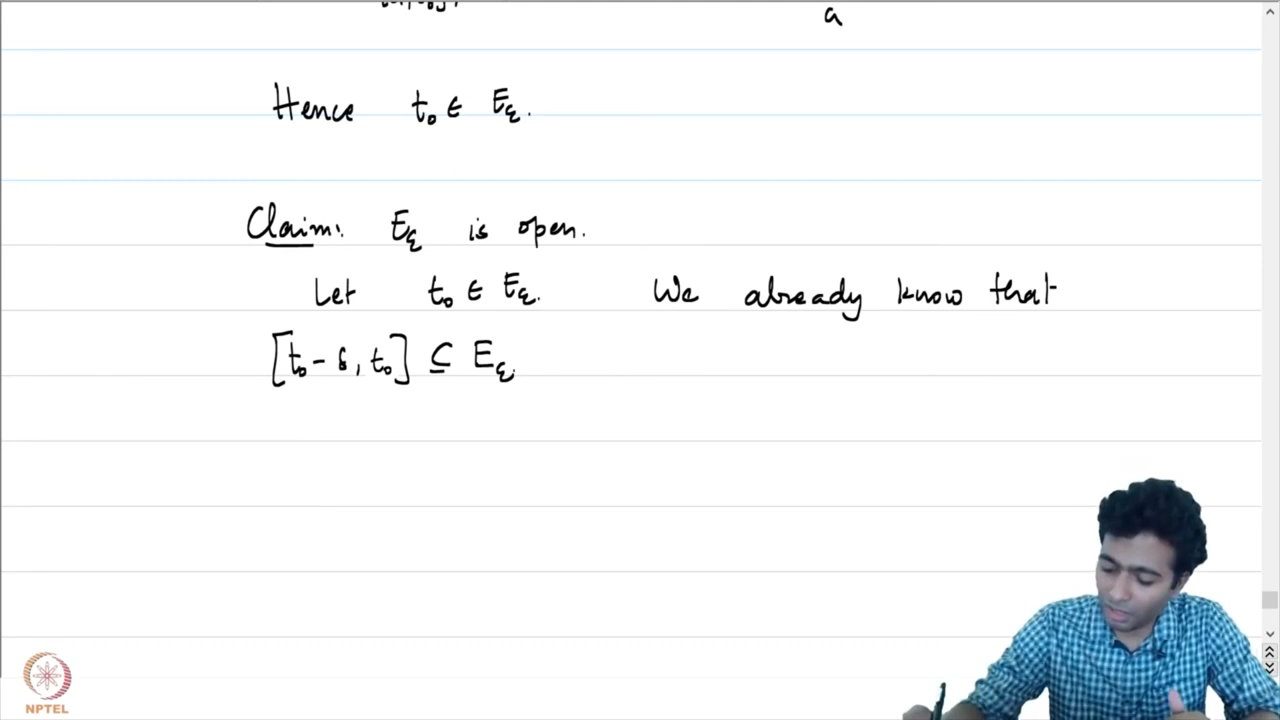 a
Hence t₀ ∈ E_ε.
Claim: E_ε is open.
Let t₀ ∈ E_ε. We already know that
[t₀ - δ, t₀] ⊆ E_ε.
NPTEL